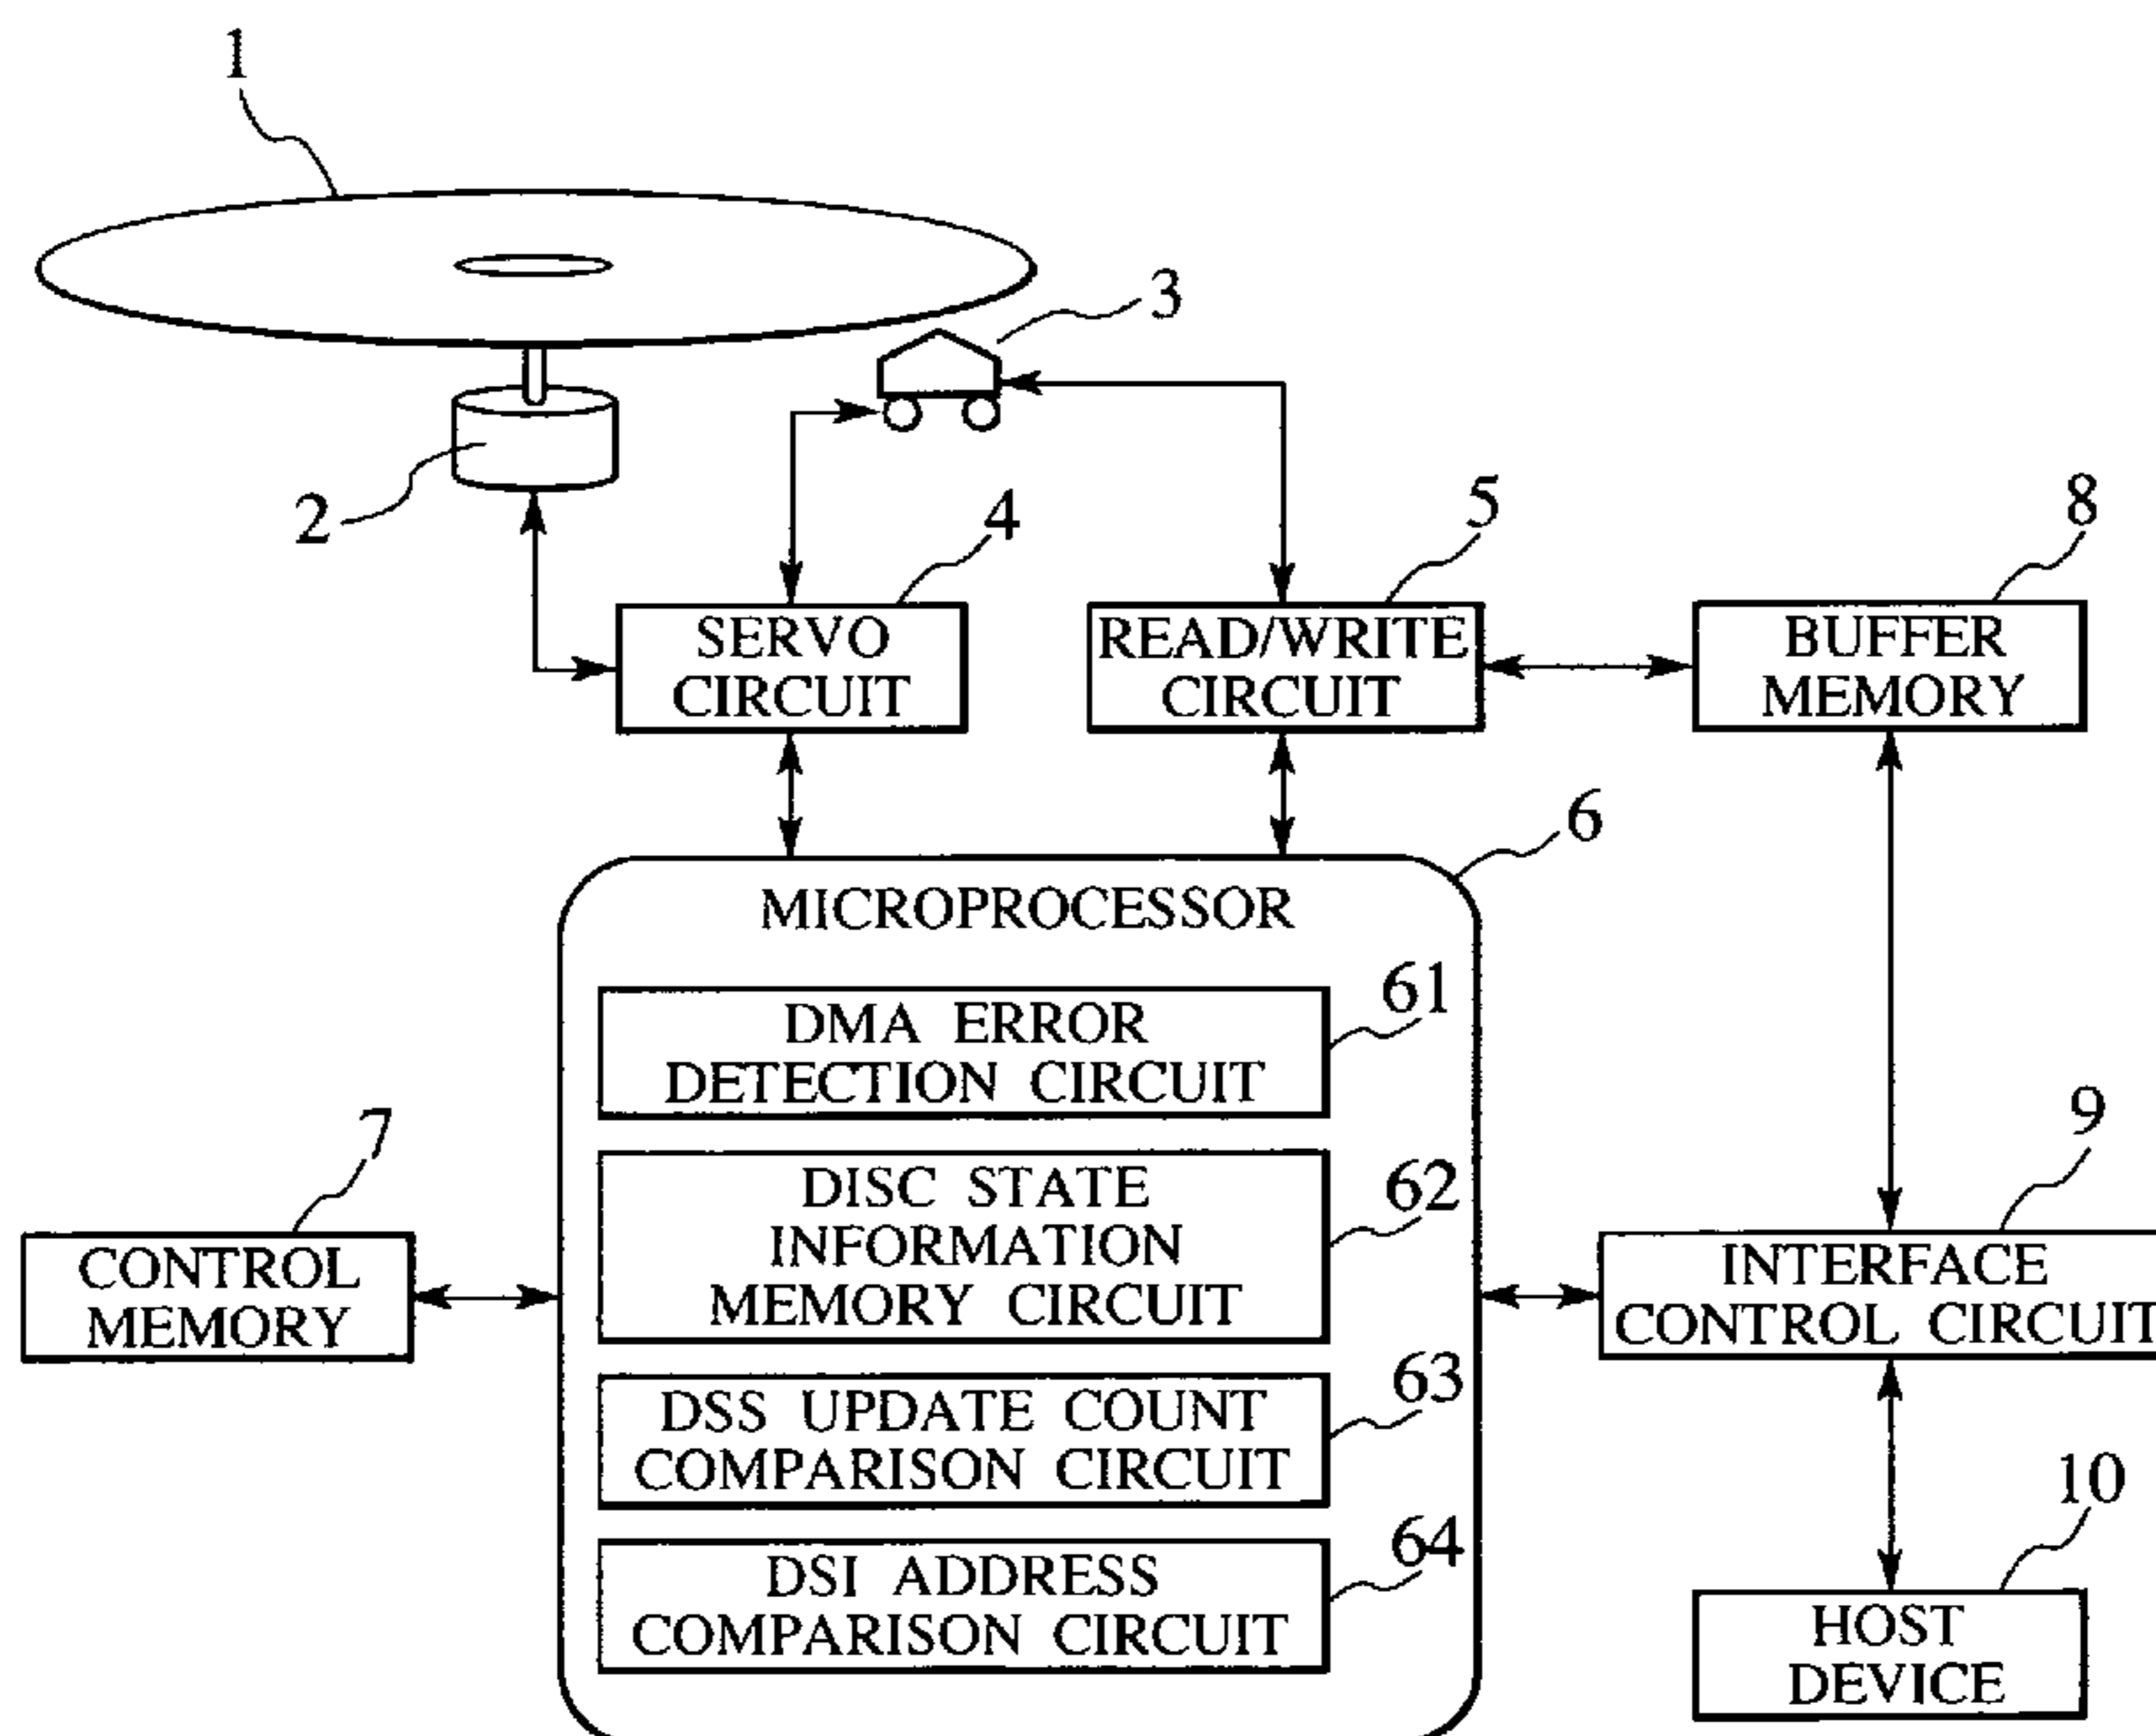 1
3
2
4
5
8
SERVO
CIRCUIT
READ/WRITE
CIRCUIT
BUFFER
MEMORY
6
MICROPROCESSOR
61
DMA ERROR
DETECTION CIRCUIT
7
CONTROL
MEMORY
62
DISC STATE
INFORMATION
MEMORY CIRCUIT
9
INTERFACE
CONTROL CIRCUIT
63
DSS UPDATE COUNT
COMPARISON CIRCUIT
64
DSI ADDRESS
COMPARISON CIRCUIT
10
HOST
DEVICE